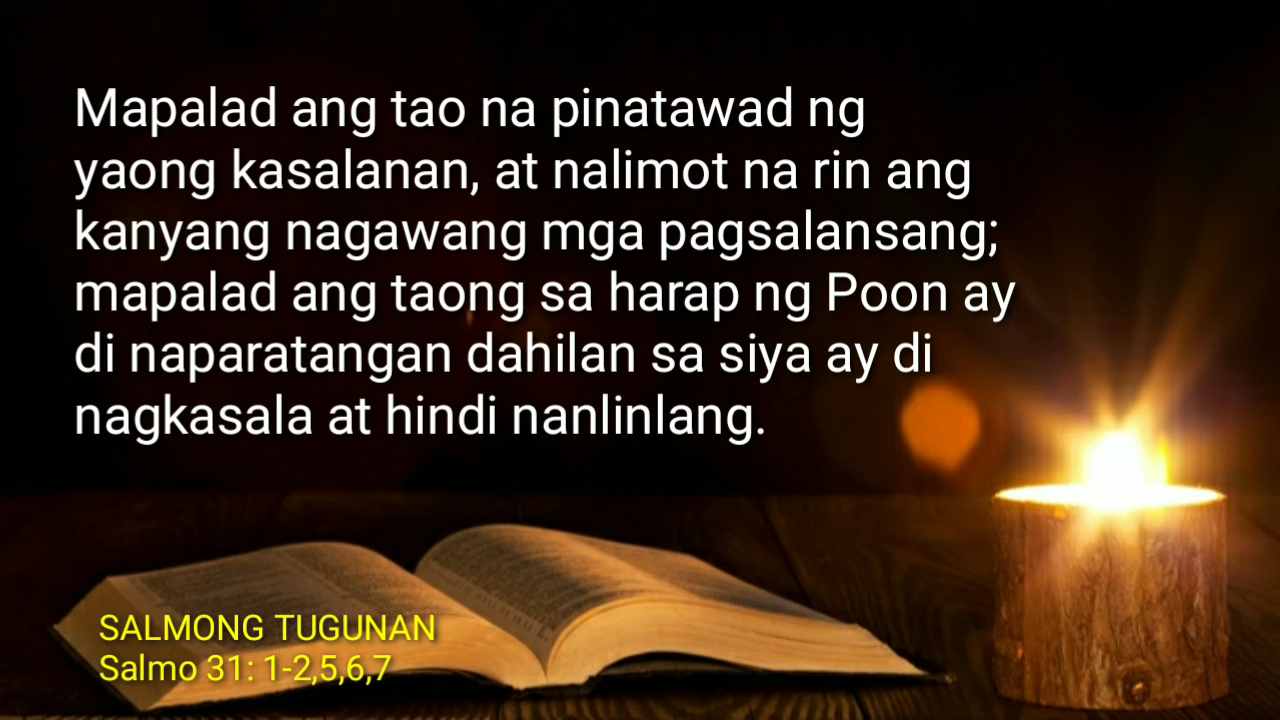 Mapalad ang tao na pinatawad ng
yaong kasalanan, at nalimot na rin ang
kanyang nagawang mga pagsalansang;
mapalad ang taong sa harap ng Poon ay
di naparatangan dahilan sa siya ay di
nagkasala at hindi nanlinlang.
SALMONG TUGUNAN
Salmo 31: 1-2,5,6,7